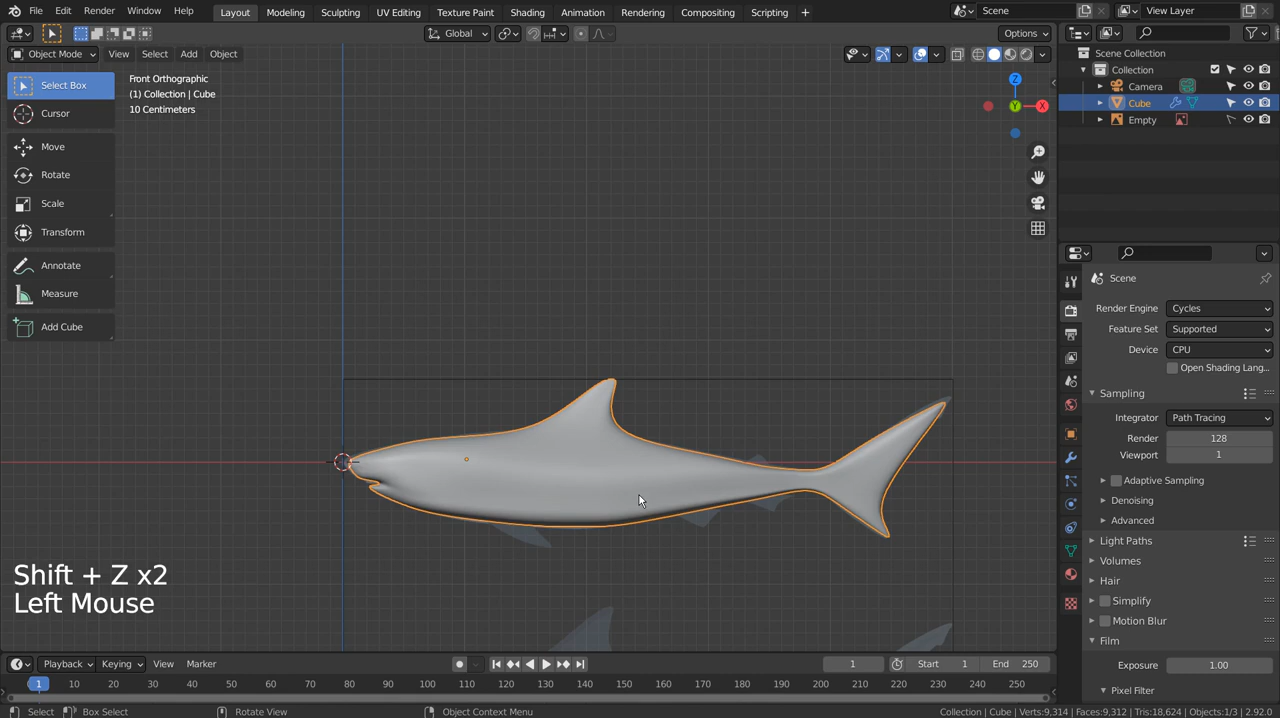 File Edit Render Window Help Layout Modeling Sculpting UV Editing Texture Paint Shading Animation Rendering Compositing Scripting + Scene View Layer
Global Options
Object Mode View Select Add Object
Select Box
Cursor
Move
Rotate
Scale
Transform
Annotate
Measure
Add Cube
Front Orthographic
(1) Collection | Cube
10 Centimeters
Z
Y
X
Shift + Z x2
Left Mouse
Scene Collection
Collection
Camera
Cube
Empty
Scene
Render Engine Cycles
Feature Set Supported
Device CPU
Open Shading Lang...
Sampling
Integrator Path Tracing
Render 128
Viewport 1
Adaptive Sampling
Denoising
Advanced
Light Paths
Volumes
Hair
Simplify
Motion Blur
Film
Exposure 1.00
Pixel Filter
Playback Keying View Marker 1 Start 1 End 250
1 10 20 30 40 50 60 70 80 90 100 110 120 130 140 150 160 170 180 190 200 210 220 230 240 250
Select Box Select Rotate View Object Context Menu Collection | Cube | Verts:9,314 | Faces:9,312 | Tris:18,624 | Objects:1/3 | 2.92.0